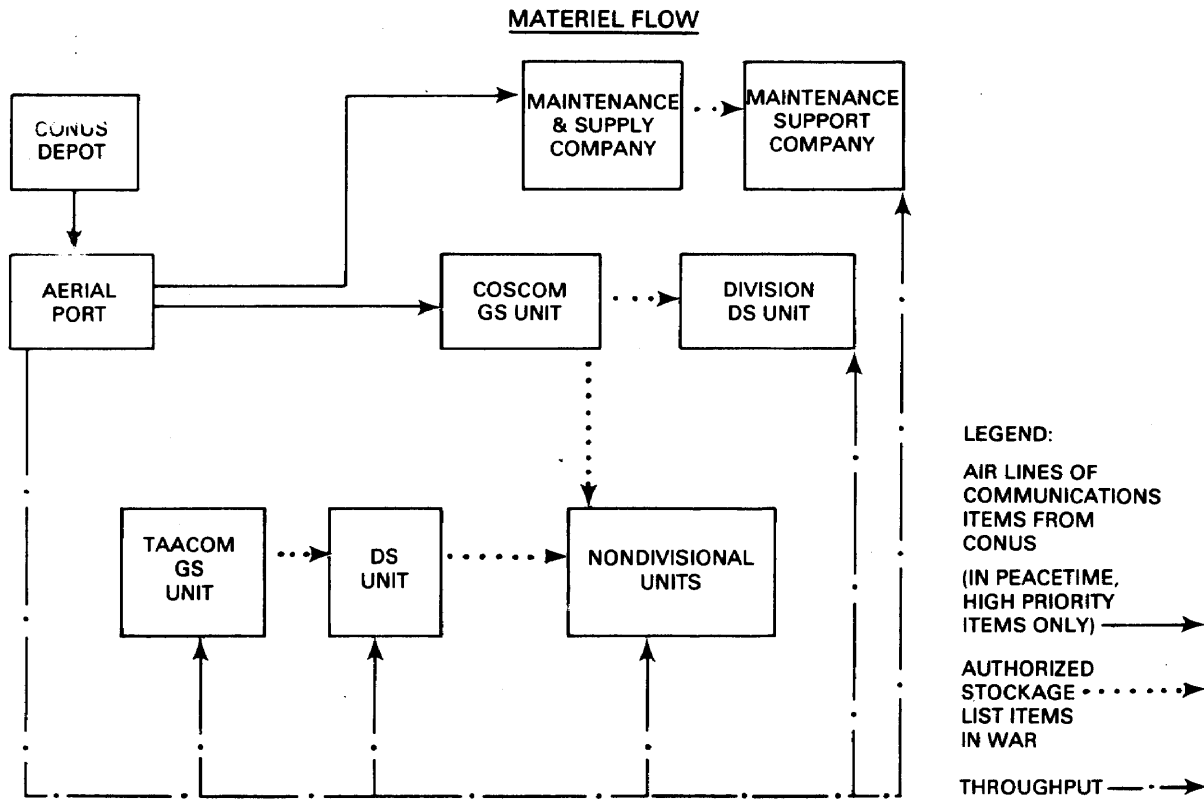 MATERIEL FLOW
CONUS
DEPOT
MAINTENANCE
& SUPPLY
COMPANY
MAINTENANCE
SUPPORT
COMPANY
AERIAL
PORT
COSCOM
GS UNIT
DIVISION
DS UNIT
TAACOM
GS
UNIT
DS
UNIT
NONDIVISIONAL
UNITS
LEGEND:
AIR LINES OF
COMMUNICATIONS
ITEMS FROM
CONUS
(IN PEACETIME,
HIGH PRIORITY
ITEMS ONLY)
AUTHORIZED
STOCKAGE
LIST ITEMS
IN WAR
THROUGHPUT